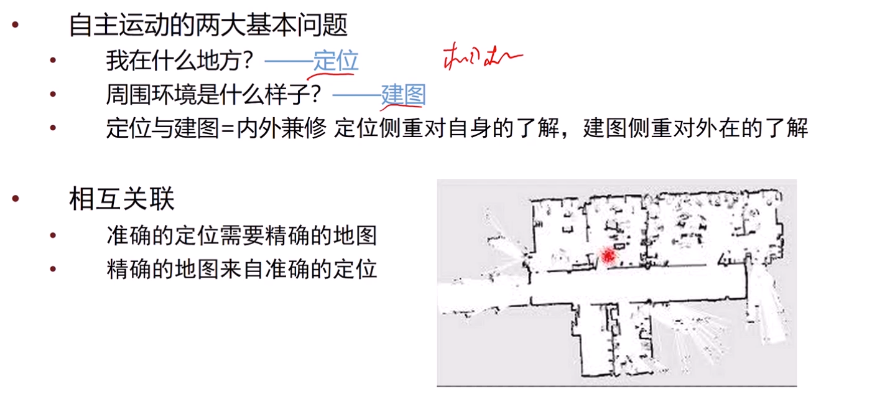 自主运动的两大基本问题
我在什么地方？——定位
周围环境是什么样子？——建图
定位与建图=内外兼修 定位侧重对自身的了解，建图侧重对外在的了解
相互关联
准确的定位需要精确的地图
精确的地图来自准确的定位